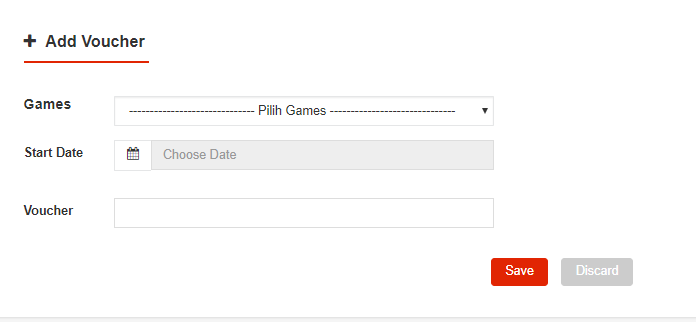 + Add Voucher
Games
------------------------------ Pilih Games ------------------------------
Start Date
Choose Date
Voucher
Save Discard